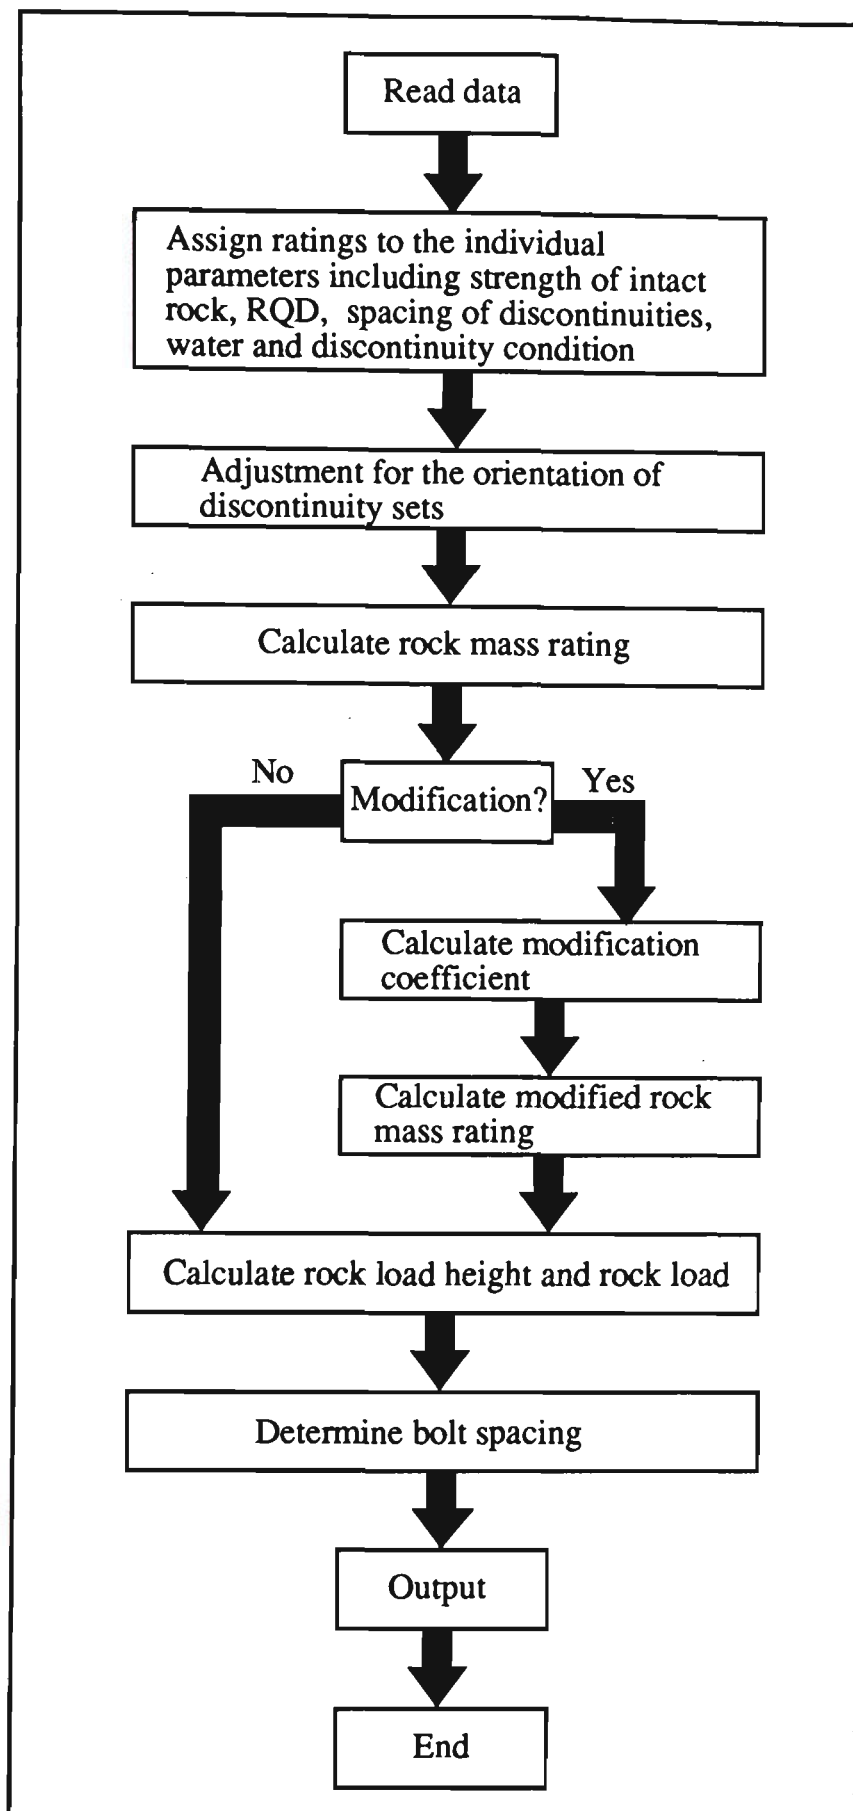 Read data
Assign ratings to the individual
parameters including strength of intact
rock, RQD, spacing of discontinuities,
water and discontinuity condition
Adjustment for the orientation of
discontinuity sets
Calculate rock mass rating
No
Modification?
Yes
Calculate modification
coefficient
Calculate modified rock
mass rating
Calculate rock load height and rock load
Determine bolt spacing
Output
End